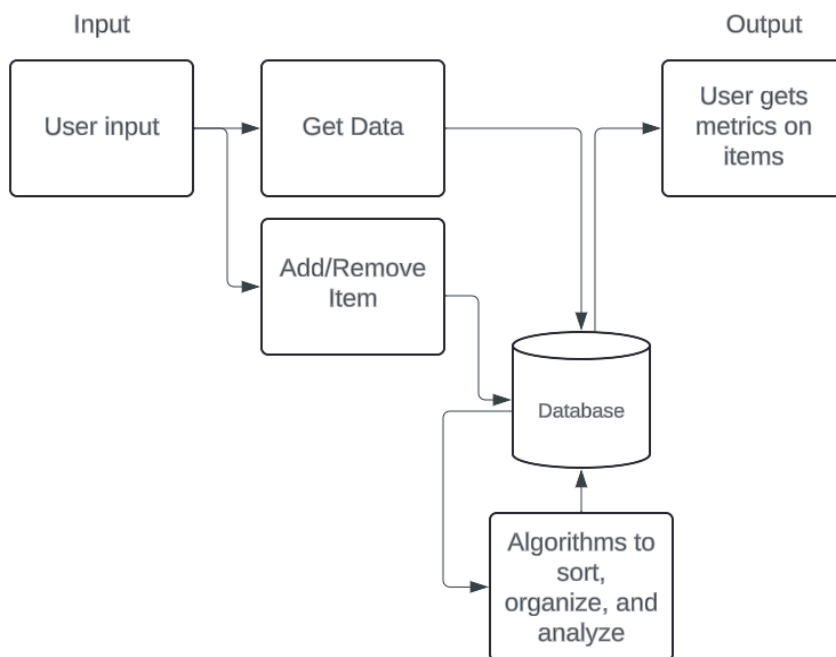 Input
Output
User input
Get Data
User gets
metrics on
items
Add/Remove
Item
Database
Algorithms to
sort,
organize, and
analyze